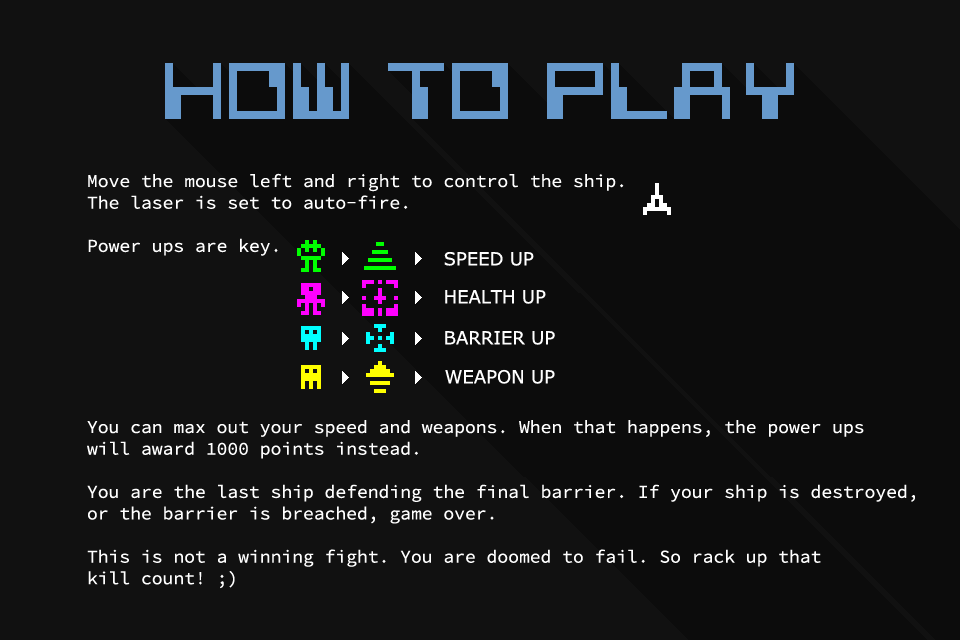 HOW TO PLAY
Move the mouse left and right to control the ship.
The laser is set to auto-fire.
Power ups are key.
SPEED UP
HEALTH UP
BARRIER UP
WEAPON UP
You can max out your speed and weapons. When that happens, the power ups
will award 1000 points instead.
You are the last ship defending the final barrier. If your ship is destroyed,
or the barrier is breached, game over.
This is not a winning fight. You are doomed to fail. So rack up that
kill count! ;)